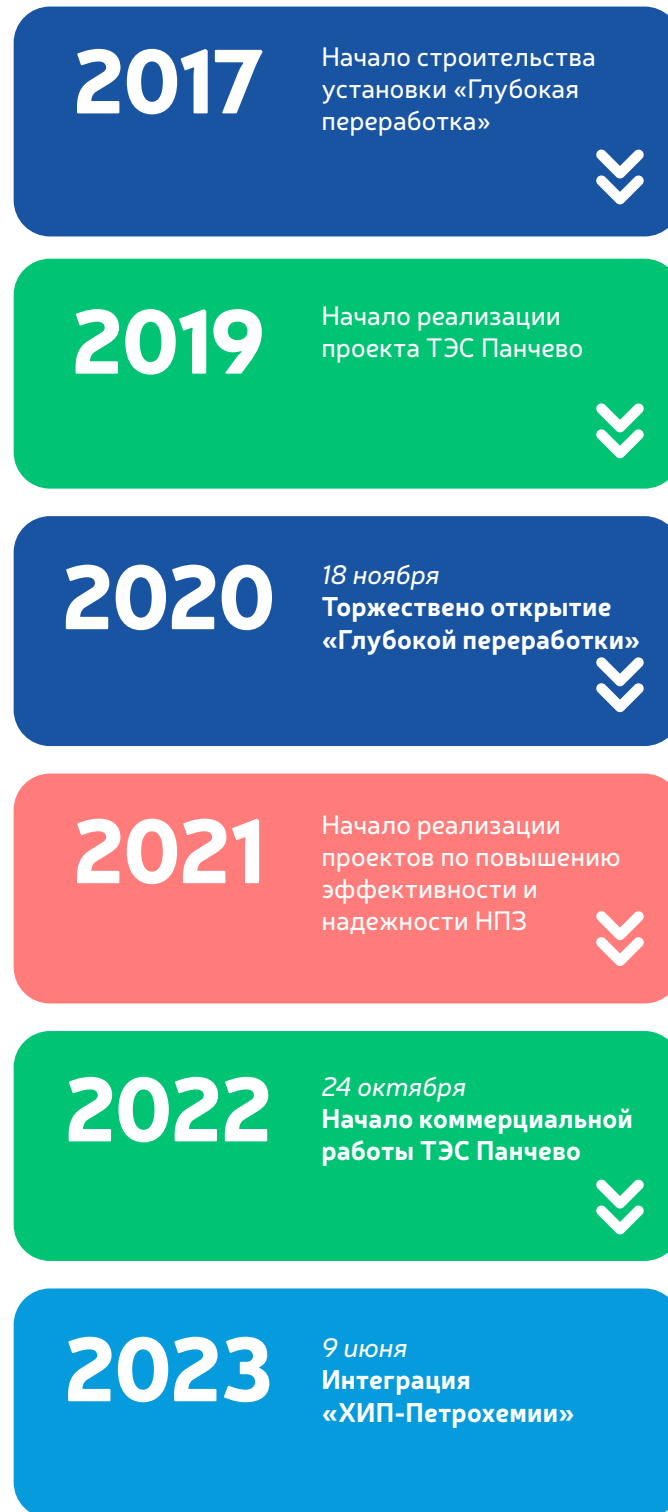 2017
Начало строительства
установки «Глубокая
переработка»
2019
Начало реализации
проекта ТЭС Панчево
2020
18 ноября
Торжествено открытие
«Глубокой переработки»
2021
Начало реализации
проектов по повышению
эффективности и
надежности НПЗ
2022
24 октября
Начало коммерциальной
работы ТЭС Панчево
2023
9 июня
Интеграция
«ХИП-Петрохемии»